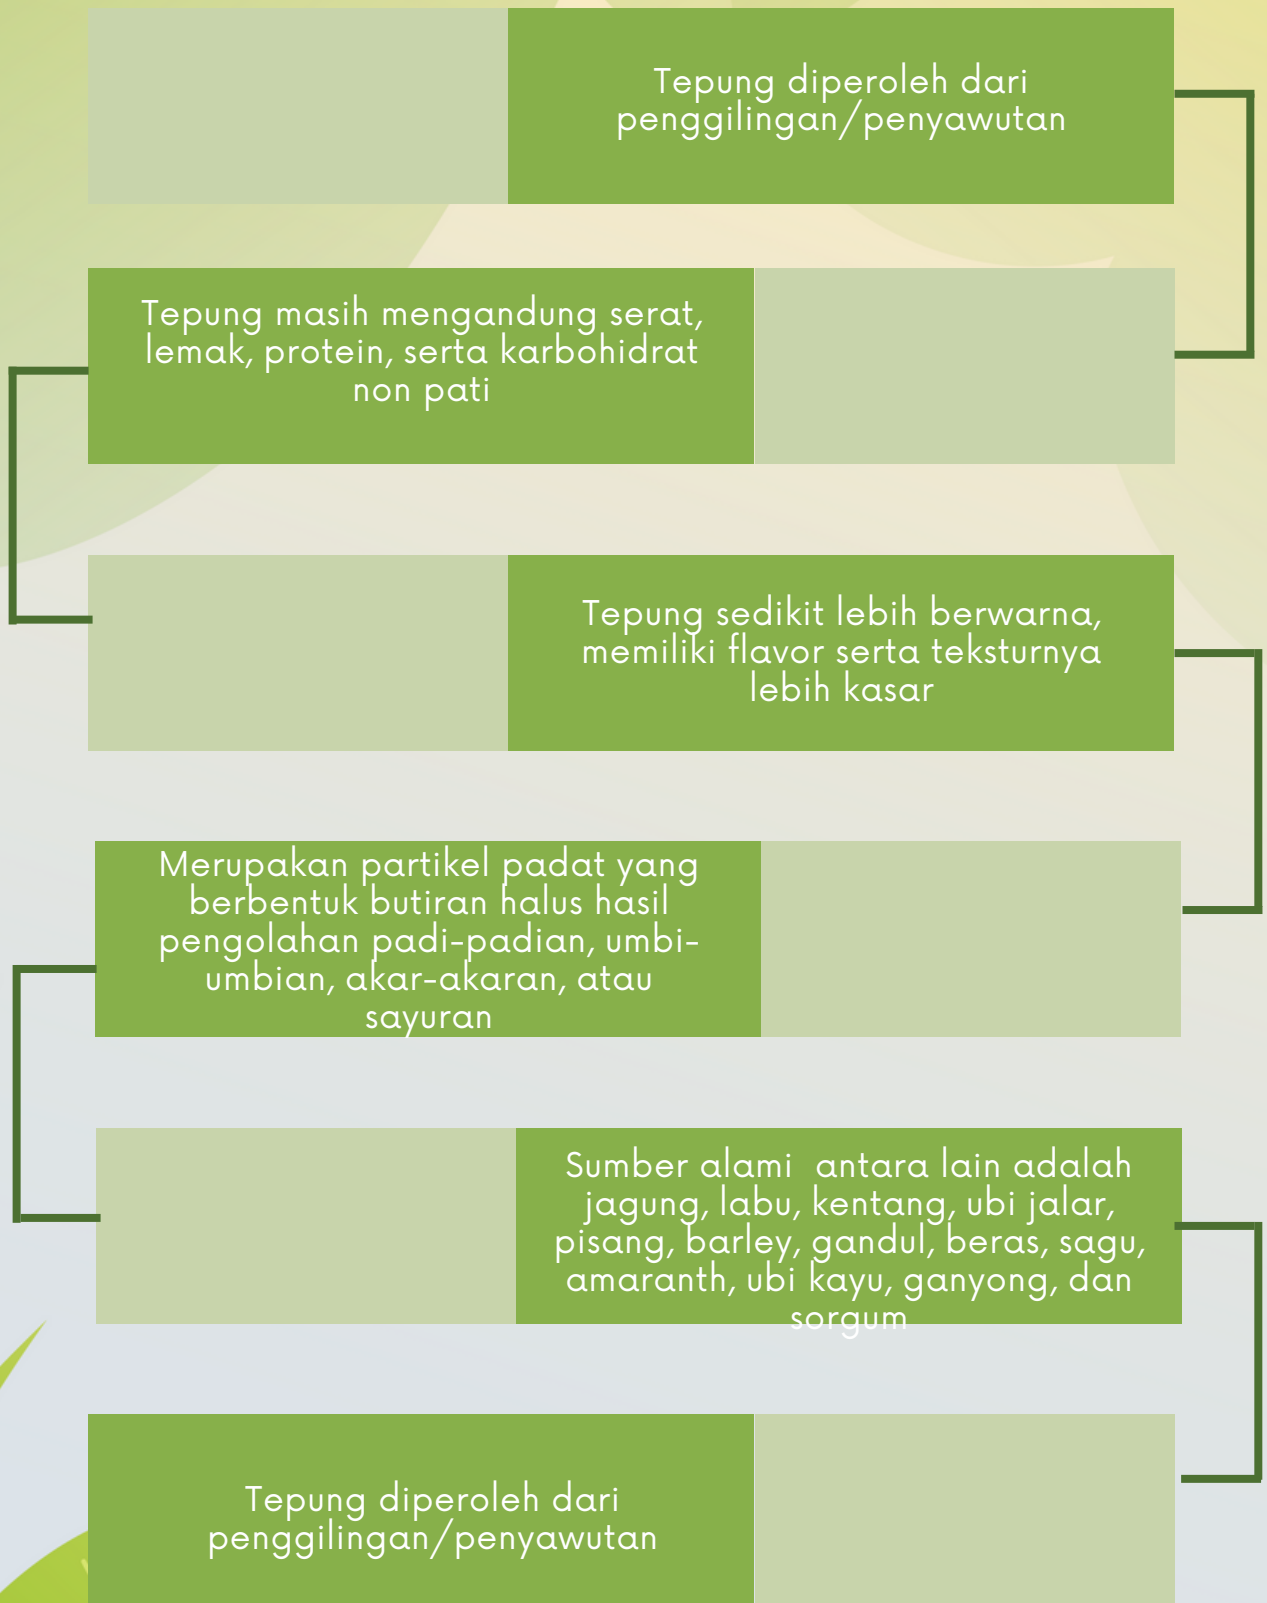 Tepung diperoleh dari
penggilingan/penyawutan
Tepung masih mengandung serat,
lemak, protein, serta karbohidrat
non pati
Tepung sedikit lebih berwarna,
memiliki flavor serta teksturnya
lebih kasar
Merupakan partikel padat yang
berbentuk butiran halus hasil
pengolahan padi-padian, umbi-
umbian, akar-akaran, atau
sayuran
Sumber alami  antara lain adalah
jagung, labu, kentang, ubi jalar,
pisang, barley, gandul, beras, sagu,
amaranth, ubi kayu, ganyong, dan
sorgum
Tepung diperoleh dari
penggilingan/penyawutan